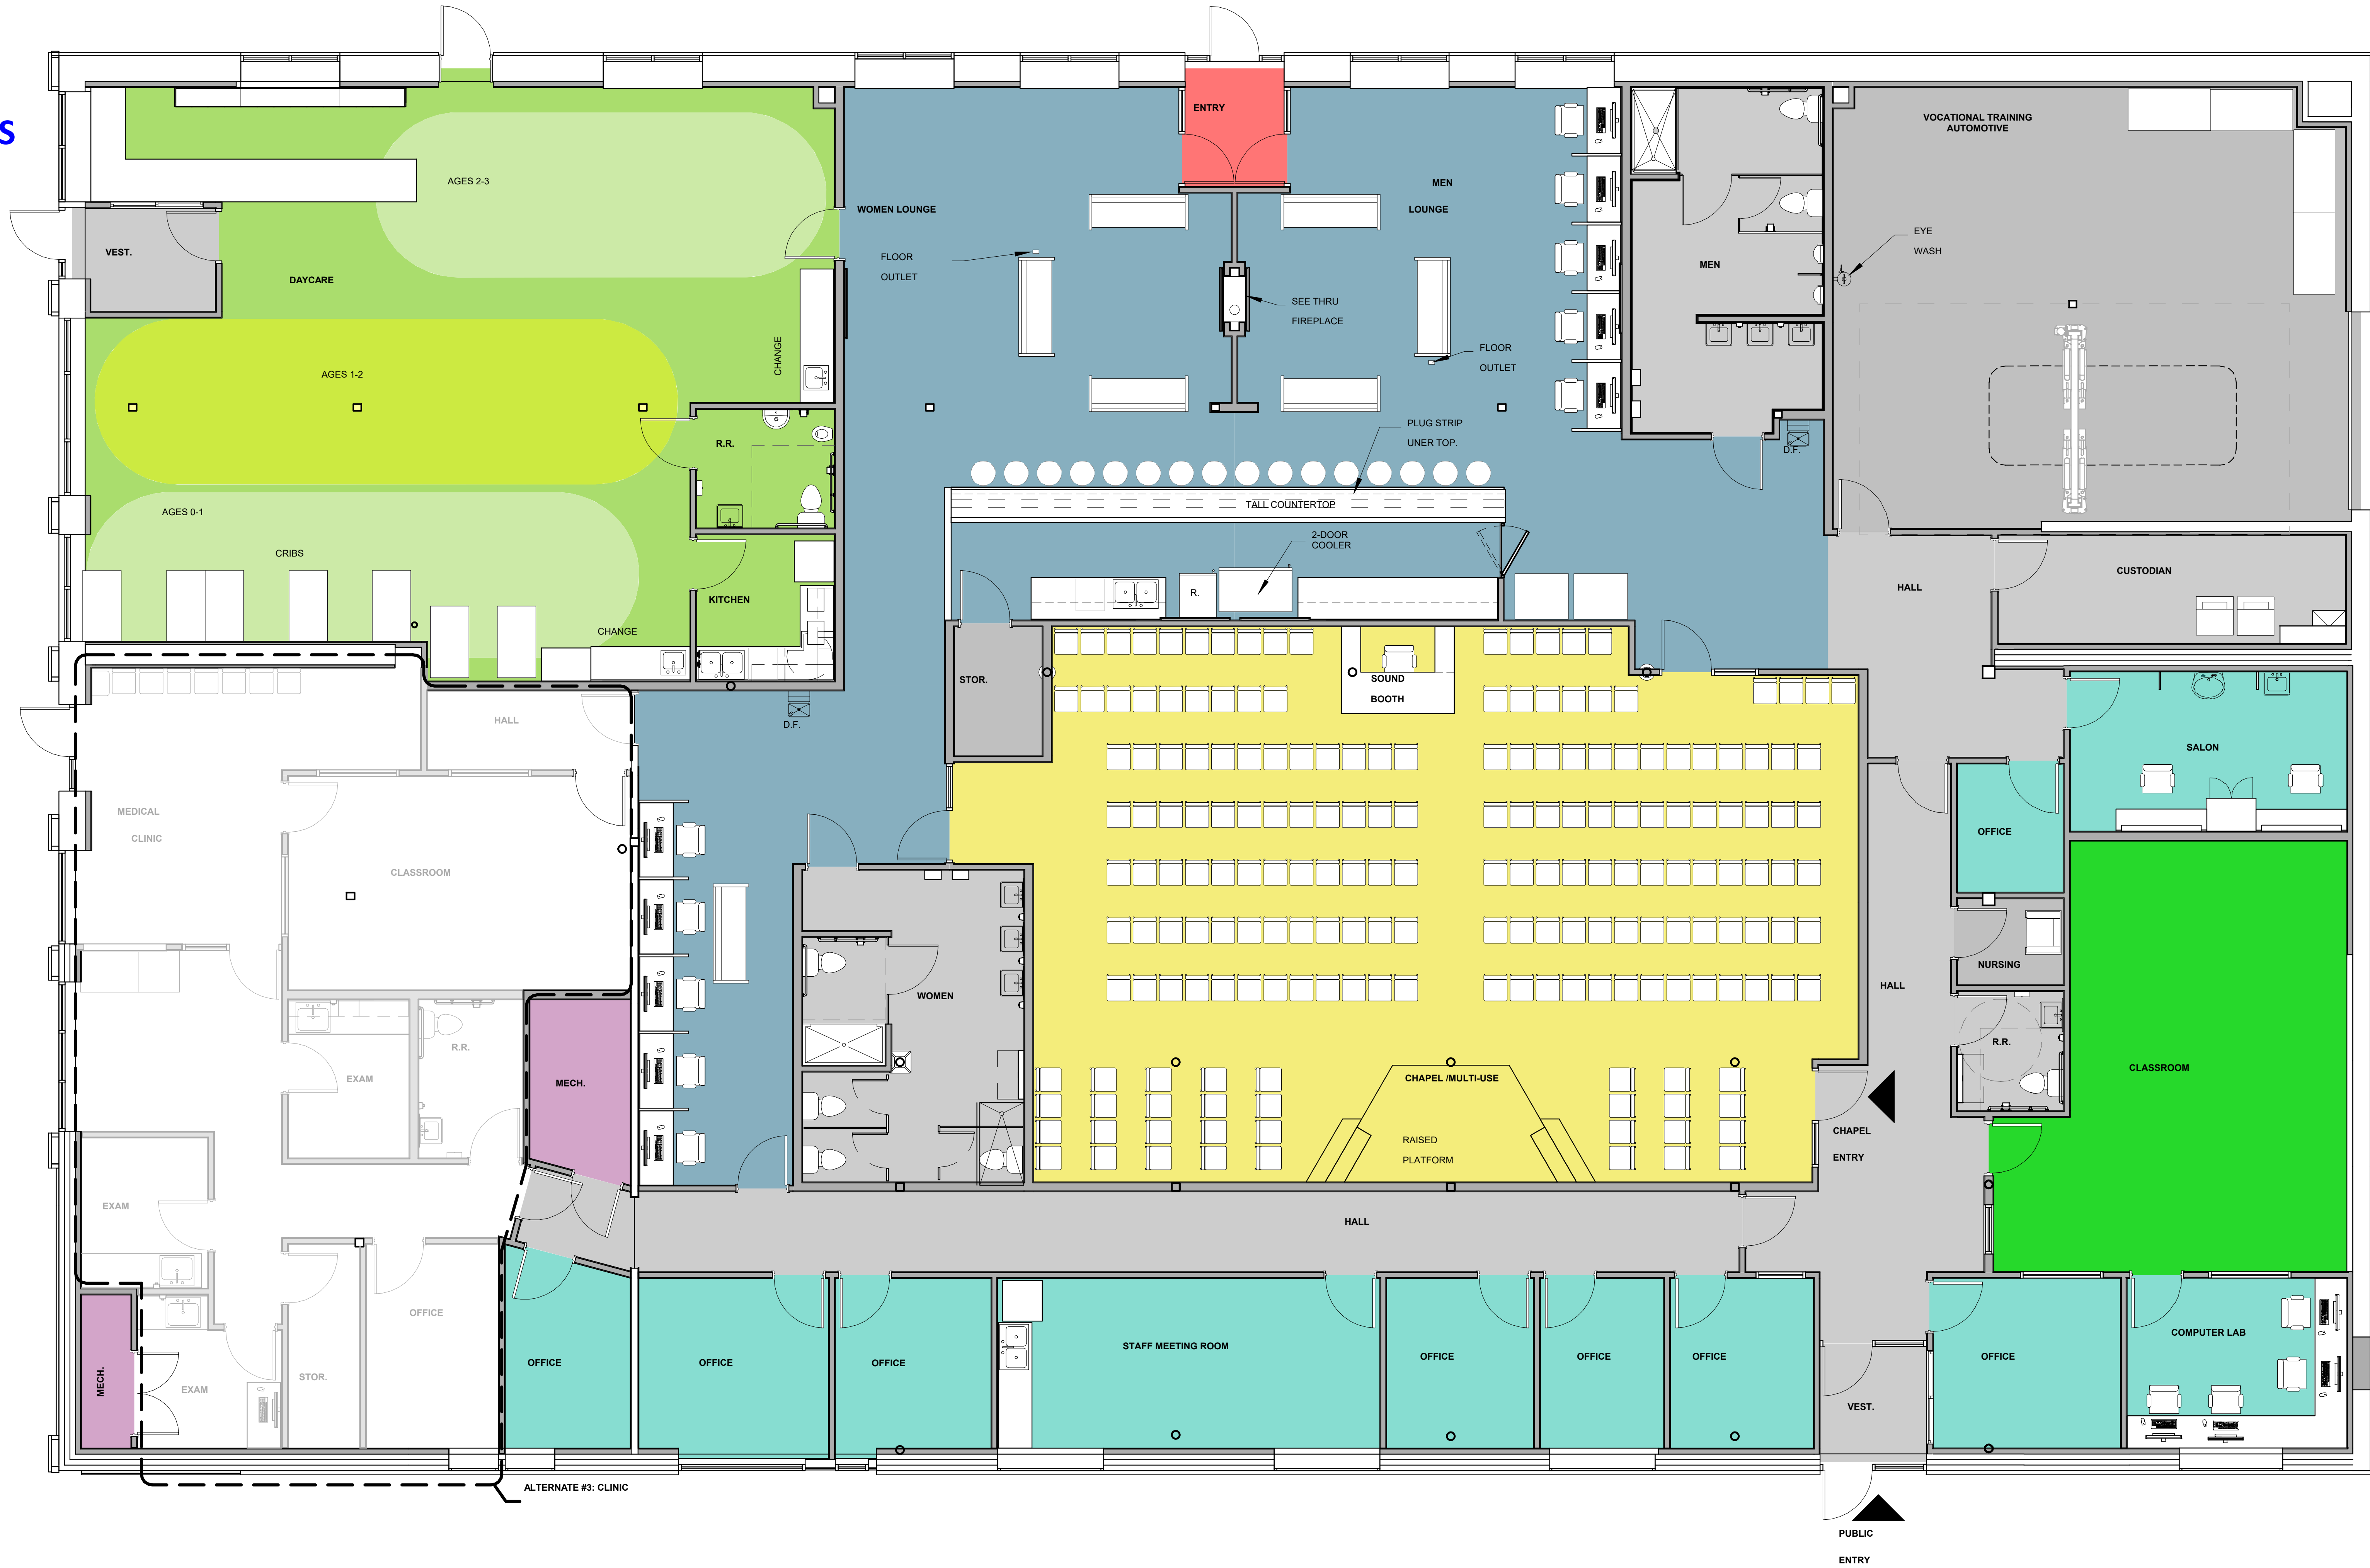 S
ENTRY
VOCATIONAL TRAINING
AUTOMOTIVE
AGES 2-3
MEN
WOMEN LOUNGE
LOUNGE
EYE
WASH
VEST.
FLOOR
OUTLET
MEN
DAYCARE
SEE THRU
FIREPLACE
CHANGE
FLOOR
OUTLET
AGES 1-2
PLUG STRIP
UNER TOP.
R.R.
D.F.
TALL COUNTERTOP
AGES 0-1
2-DOOR
COOLER
CRIBS
CUSTODIAN
HALL
R.
KITCHEN
CHANGE
STOR.
SOUND
BOOTH
HALL
D.F.
SALON
MEDICAL
CLINIC
OFFICE
CLASSROOM
NURSING
HALL
WOMEN
R.R.
R.R.
EXAM
MECH.
CHAPEL /MULTI-USE
CLASSROOM
CHAPEL
ENTRY
RAISED
PLATFORM
EXAM
HALL
OFFICE
STAFF MEETING ROOM
COMPUTER LAB
OFFICE
OFFICE
OFFICE
OFFICE
OFFICE
OFFICE
OFFICE
STOR.
MECH.
EXAM
VEST.
ALTERNATE #3: CLINIC
PUBLIC
ENTRY